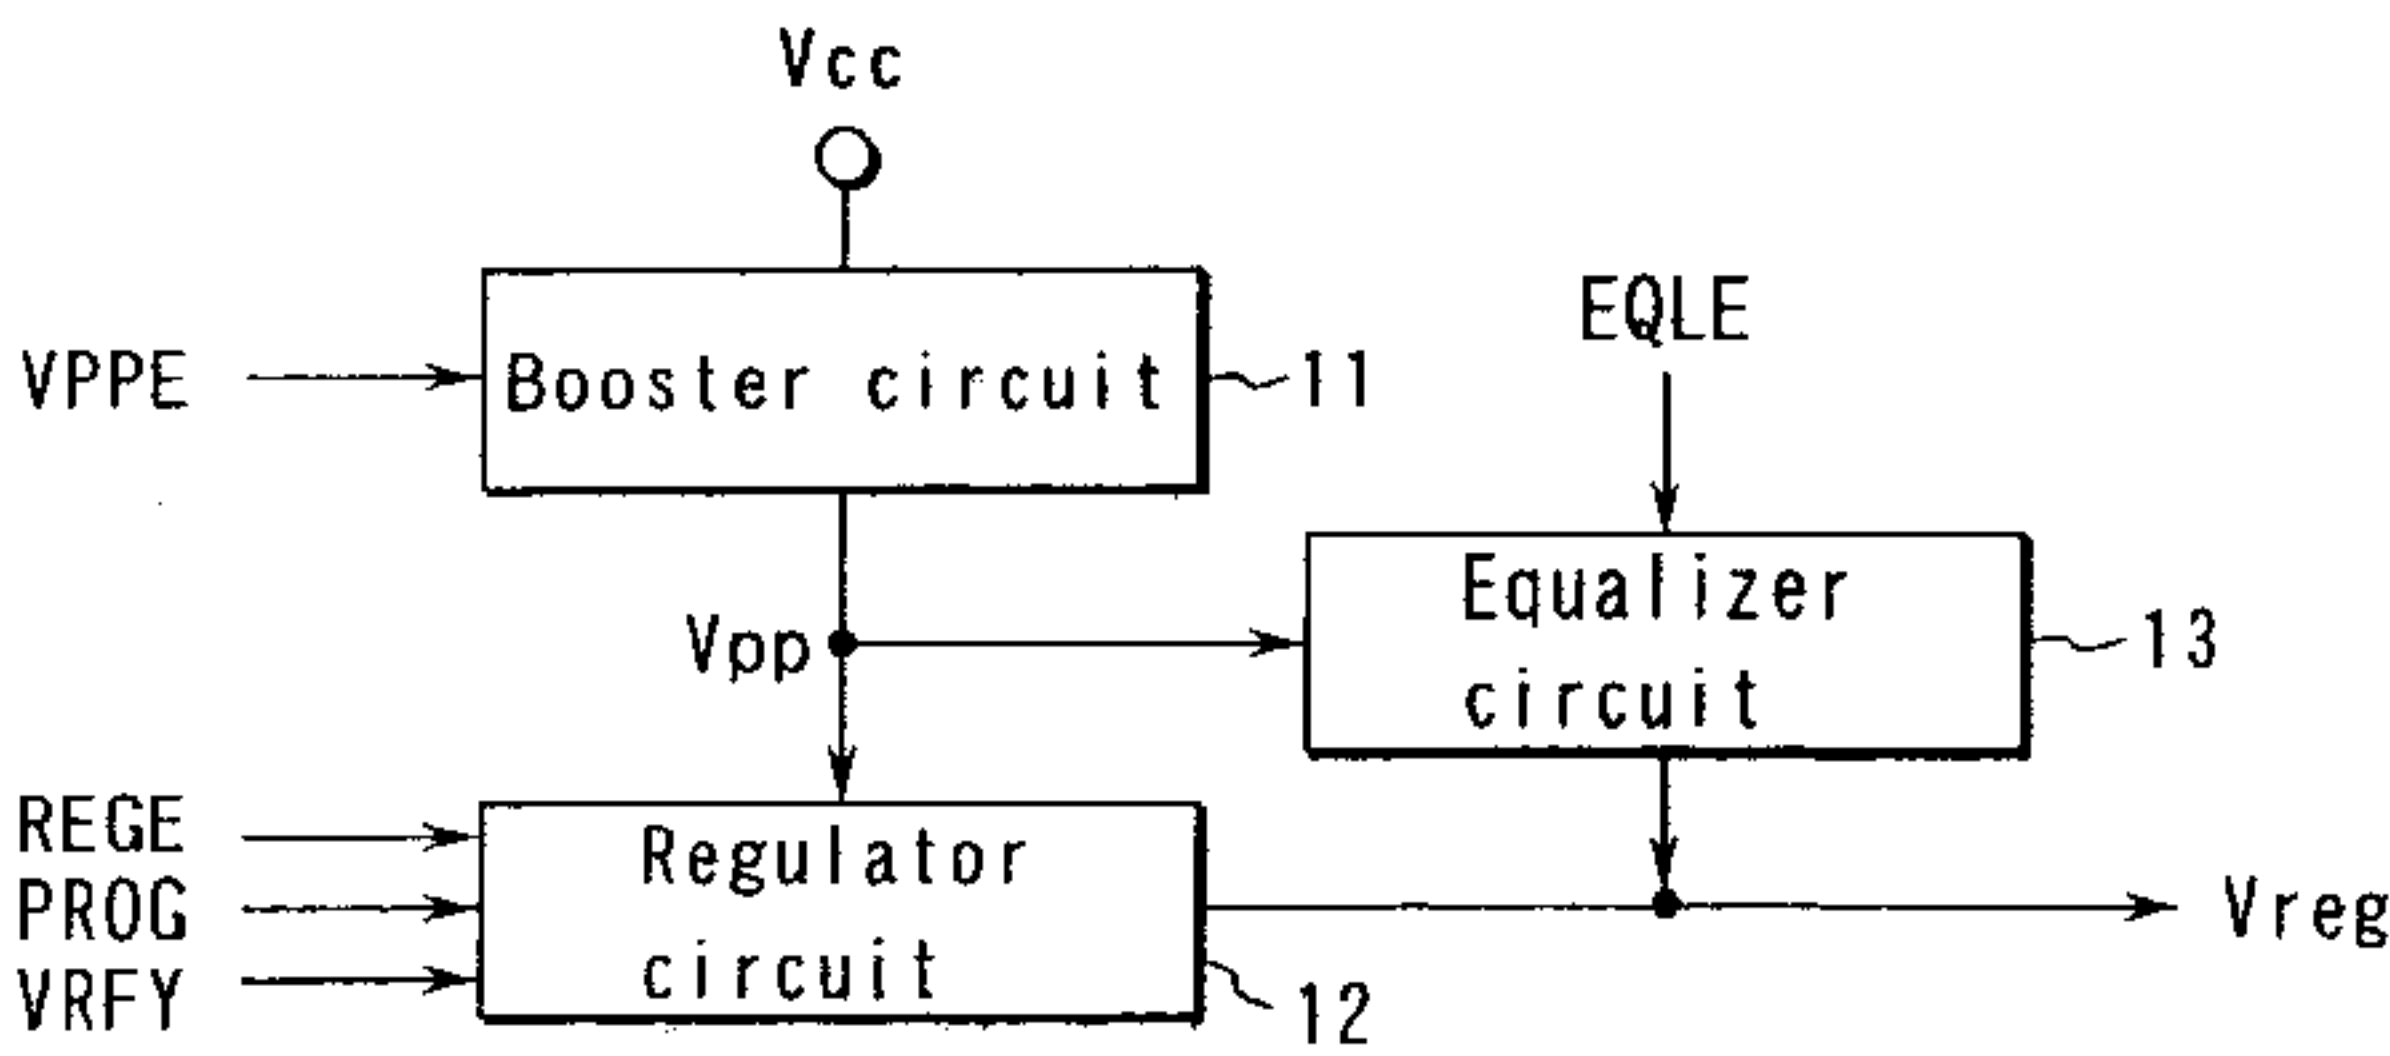 Vcc
VPPE
Booster circuit
11
EQLE
Equalizer
circuit
13
Vpp
REGE
PROG
VRFY
Regulator
circuit
12
Vreg